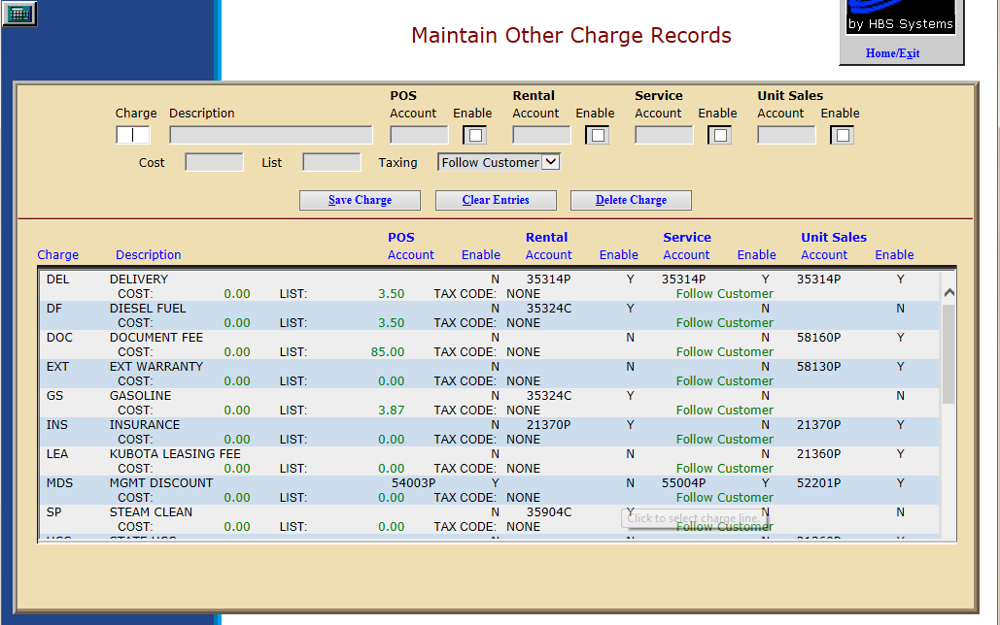 Maintain Other Charge Records
by HBS Systems
Home/Exit
POS Rental Service Unit Sales
Charge Description Account Enable Account Enable Account Enable Account Enable
Cost List Taxing Follow Customer
Save Charge Clear Entries Delete Charge
POS Rental Service Unit Sales
Charge Description Account Enable Account Enable Account Enable Account Enable
DEL DELIVERY N 35314P Y 35314P Y 35314P Y
COST: 0.00 LIST: 3.50 TAX CODE: NONE Follow Customer
DF DIESEL FUEL N 35324C Y N N
COST: 0.00 LIST: 3.50 TAX CODE: NONE Follow Customer
DOC DOCUMENT FEE N N N 58160P Y
COST: 0.00 LIST: 85.00 TAX CODE: NONE Follow Customer
EXT EXT WARRANTY N N N 58130P Y
COST: 0.00 LIST: 0.00 TAX CODE: NONE Follow Customer
GS GASOLINE N 35324C Y N N
COST: 0.00 LIST: 3.87 TAX CODE: NONE Follow Customer
INS INSURANCE N 21370P Y N 21370P Y
COST: 0.00 LIST: 0.00 TAX CODE: NONE Follow Customer
LEA KUBOTA LEASING FEE N N N 21360P Y
COST: 0.00 LIST: 0.00 TAX CODE: NONE Follow Customer
MDS MGMT DISCOUNT 54003P Y N 55004P Y 52201P Y
COST: 0.00 LIST: 0.00 TAX CODE: NONE Follow Customer
SP STEAM CLEAN N 35904C Y N N
Click to select charge line.
COST: 0.00 LIST: 0.00 TAX CODE: NONE Follow Customer